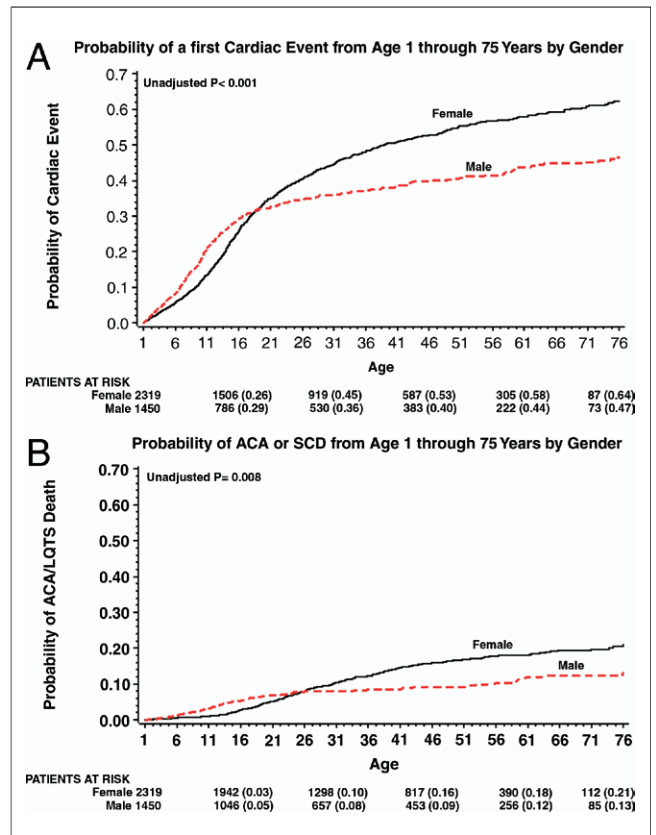 A
Probability of a first Cardiac Event from Age 1 through 75 Years by Gender
Unadjusted P< 0.001
Probability of Cardiac Event
0.7
0.6
0.5
0.4
0.3
0.2
0.1
0.0
Female
Male
1 6 11 16 21 26 31 36 41 46 51 56 61 66 71 76
Age
PATIENTS AT RISK
Female 2319 1506 (0.26) 919 (0.45) 587 (0.53) 305 (0.58) 87 (0.64)
Male 1450 786 (0.29) 530 (0.36) 383 (0.40) 222 (0.44) 73 (0.47)
B
Probability of ACA or SCD from Age 1 through 75 Years by Gender
Unadjusted P= 0.008
Probability of ACA/LQTS Death
0.70
0.60
0.50
0.40
0.30
0.20
0.10
0.00
Female
Male
1 6 11 16 21 26 31 36 41 46 51 56 61 66 71 76
Age
PATIENTS AT RISK
Female 2319 1942 (0.03) 1298 (0.10) 817 (0.16) 390 (0.18) 112 (0.21)
Male 1450 1046 (0.05) 657 (0.08) 453 (0.09) 256 (0.12) 85 (0.13)